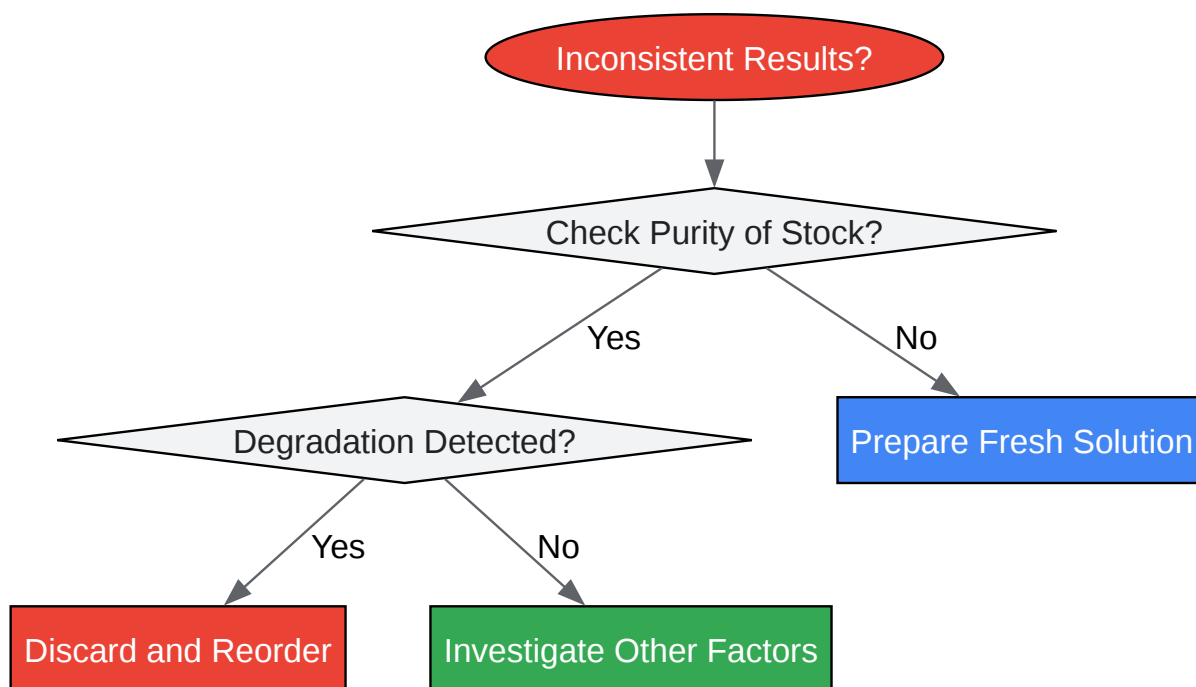 Inconsistent Results?
Check Purity of Stock?
Yes
No
Degradation Detected?
Prepare Fresh Solution
Yes
No
Discard and Reorder
Investigate Other Factors